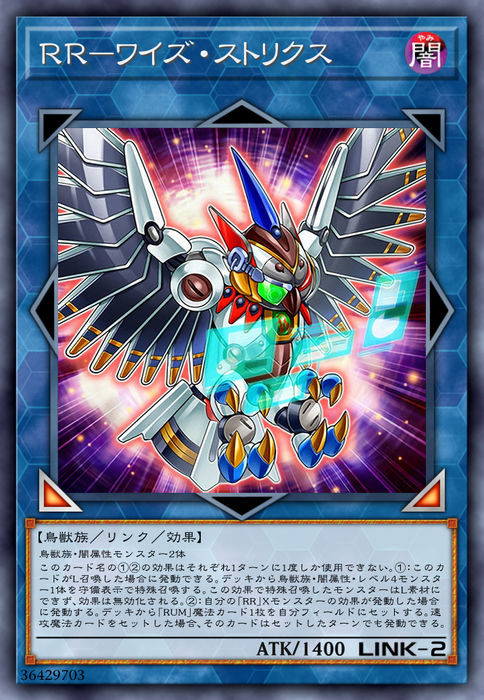 RR－ワイズ・ストリクス
やみ
闇
【鳥獣族／リンク／効果】
鳥獣族・闇属性モンスター2体
このカード名の①②の効果はそれぞれ1ターンに1度しか使用できない。①：このカ
ードがL召喚した場合に発動できる。デッキから鳥獣族・闇属性・レベル4モンスタ
ー1体を守備表示で特殊召喚する。この効果で特殊召喚したモンスターはL素材に
できず、効果は無効化される。②：自分の「RR」Xモンスターの効果が発動した場合
に発動する。デッキから「RUM」魔法カード1枚を自分フィールドにセットする。速
攻魔法カードをセットした場合、そのカードはセットしたターンでも発動できる。
ATK/1400 LINK-2
36429703